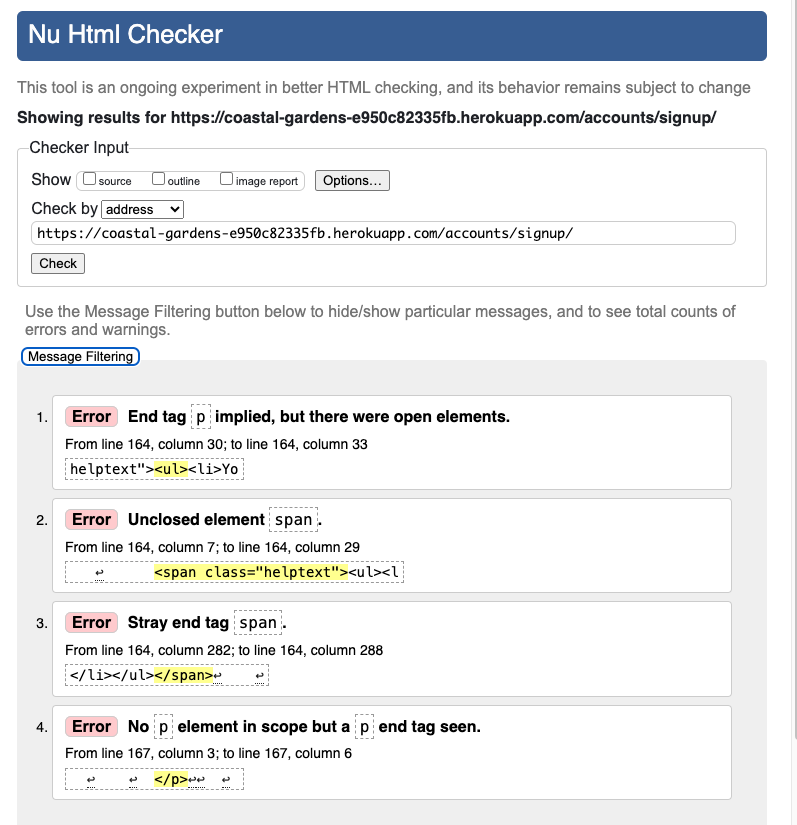 Nu Html Checker
This tool is an ongoing experiment in better HTML checking, and its behavior remains subject to change
Showing results for https://coastal-gardens-e950c82335fb.herokuapp.com/accounts/signup/
Checker Input
Show source outline image report Options...
Check by address
https://coastal-gardens-e950c82335fb.herokuapp.com/accounts/signup/
Check
Use the Message Filtering button below to hide/show particular messages, and to see total counts of
errors and warnings.
Message Filtering
1. Error End tag p implied, but there were open elements.
From line 164, column 30; to line 164, column 33
helptext"><ul><li>Yo
2. Error Unclosed element span.
From line 164, column 7; to line 164, column 29
↩ <span class="helptext"><ul><l
3. Error Stray end tag span.
From line 164, column 282; to line 164, column 288
</li></ul></span>↩ ↩
4. Error No p element in scope but a p end tag seen.
From line 167, column 3; to line 167, column 6
↩ ↩ </p>↩↩ ↩